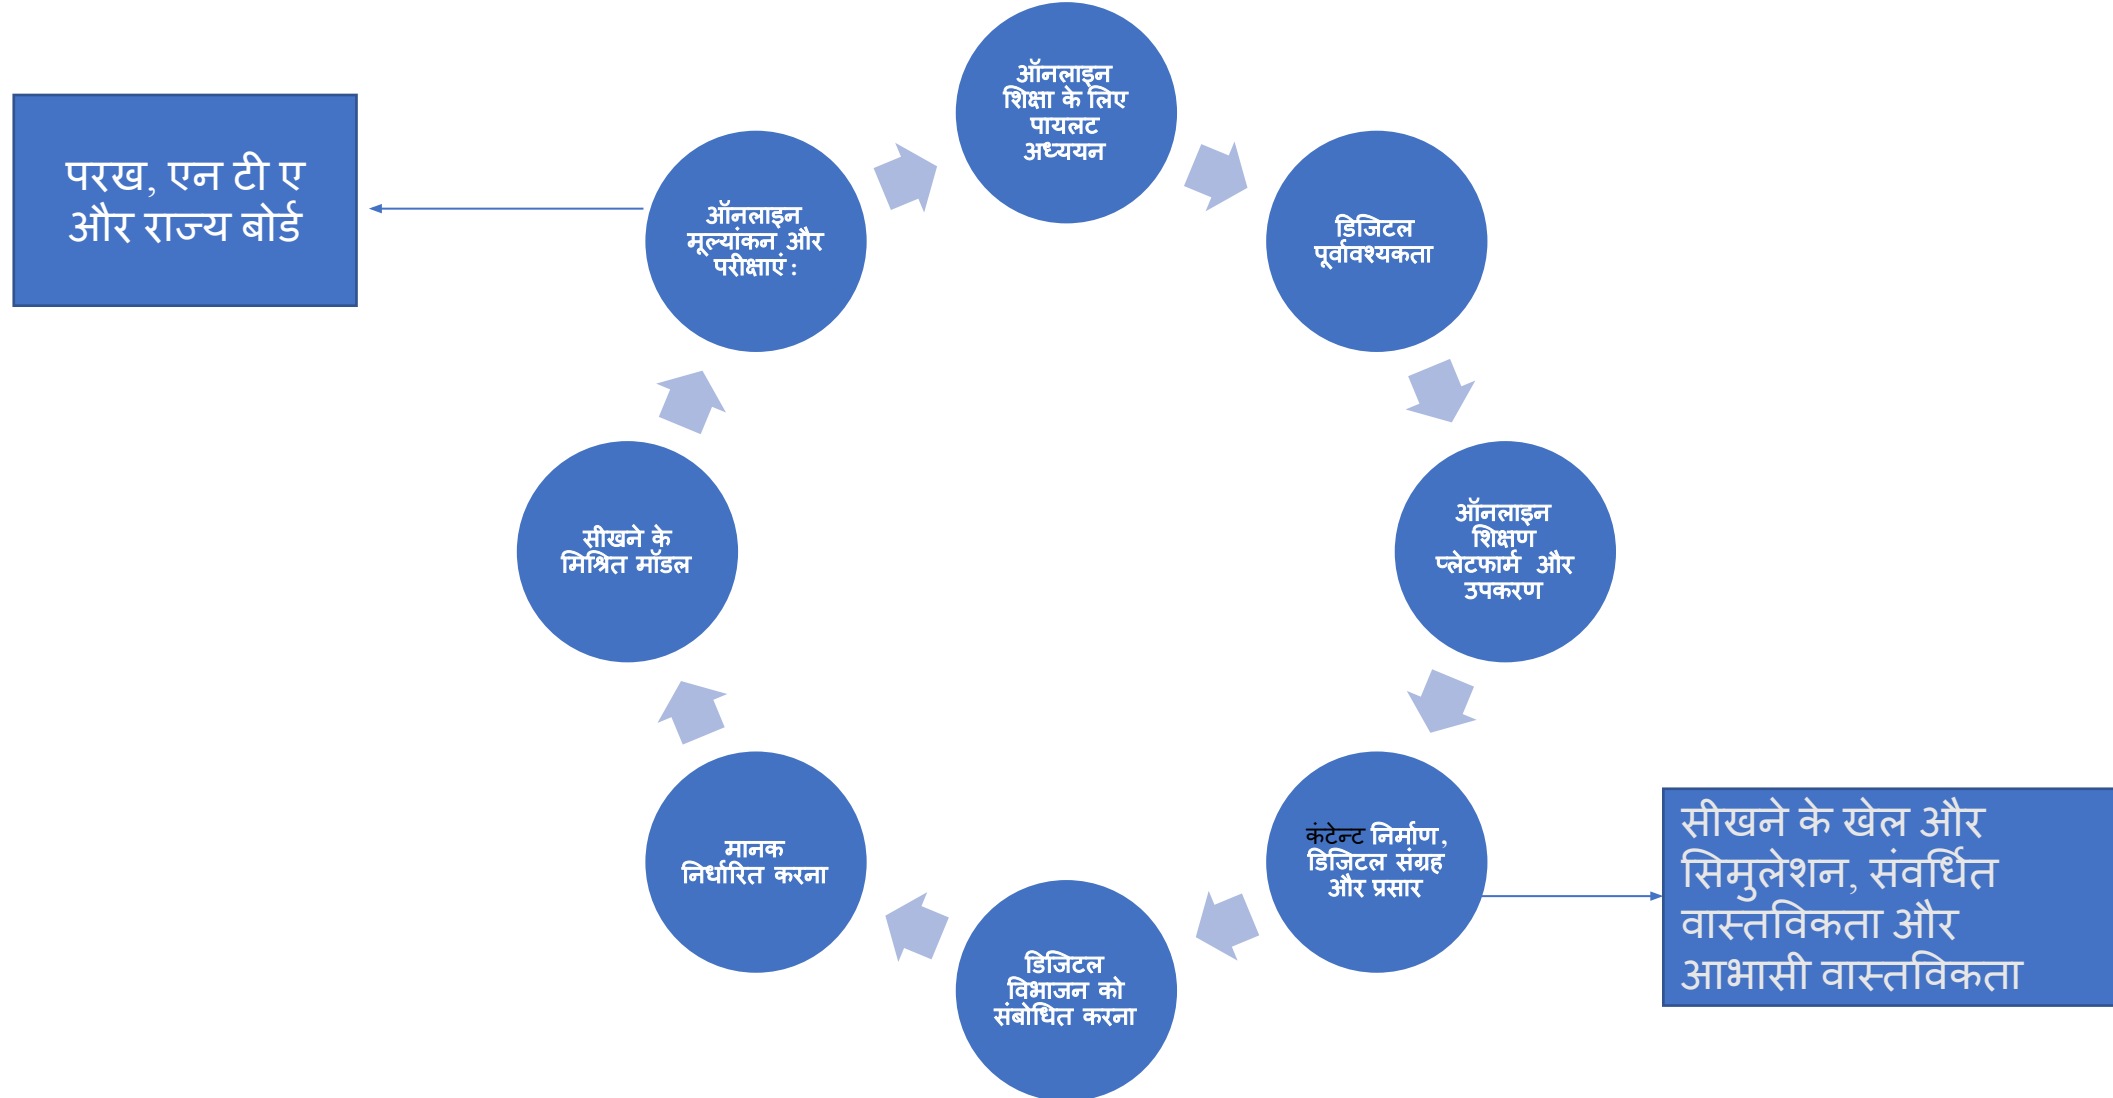 ऑनलाइन
शिक्षा के लिए
पायलट
अध्ययन
डिजिटल
पूर्वावश्यकता
ऑनलाइन
शिक्षण
प्लेटफार्म और
उपकरण
कंटेन्ट निर्माण,
डिजिटल संग्रह
और प्रसार
सीखने के खेल और
सिमुलेशन, संवर्धित
वास्तविकता और
आभासी वास्तविकता
डिजिटल
विभाजन को
संबोधित करना
मानक
निर्धारित करना
सीखने के
मिश्रित मॉडल
ऑनलाइन
मूल्यांकन और
परीक्षाएं :
परख, एन टी ए
और राज्य बोर्ड